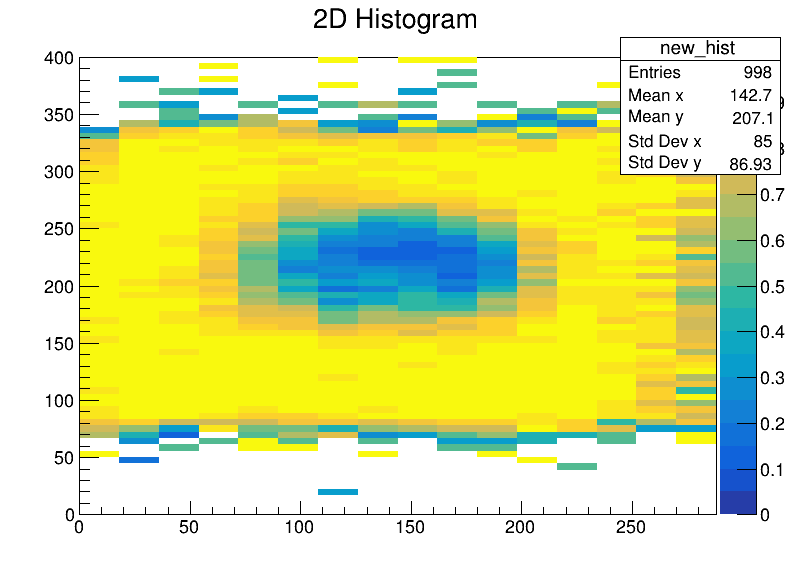 2D Histogram
new_hist
Entries 998
Mean x 142.7
Mean y 207.1
Std Dev x 85
Std Dev y 86.93
400
350
300
250
200
150
100
50
0
0 50 100 150 200 250
0.7
0.6
0.5
0.4
0.3
0.2
0.1
0